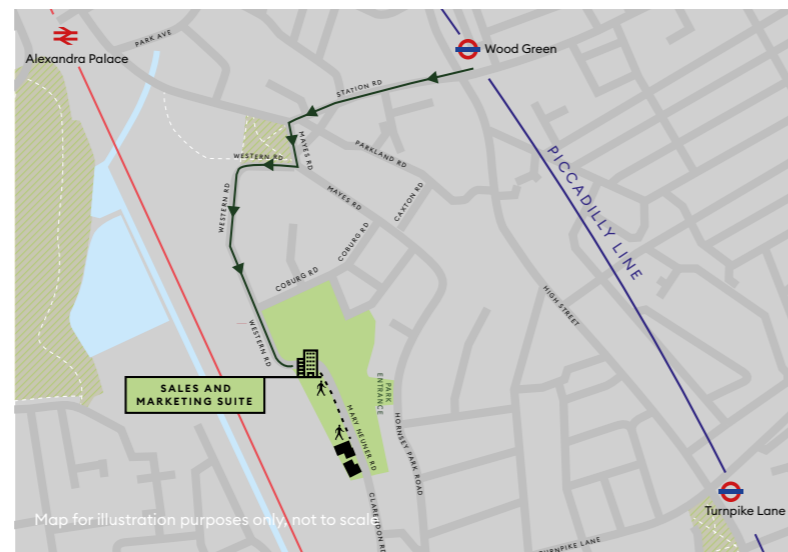 Alexandra Palace
PARK AVE
Wood Green
STATION RD
MAYES RD
PARKLAND RD
WESTERN RD
WESTERN RD
MAYES RD
CAXTON RD
COBURG RD
COBURG RD
PICCADILLY LINE
HIGH STREET
WESTERN RD
SALES AND
MARKETING SUITE
PARK
ENTRANCE
MARY NEUNER RD
HORNSEY PARK ROAD
CLARENDON RD
Turnpike Lane
TURNPIKE LANE
Map for illustration purposes only, not to scale